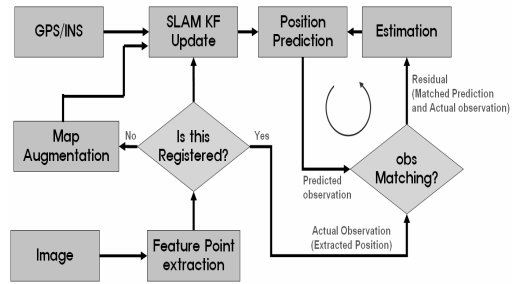 GPS/INS
SLAM KF
Update
Position
Prediction
Estimation
Residual
(Matched Prediction
and Actual observation)
Map
Augmentation
No
Is this
Registered?
Yes
obs
Matching?
Predicted
observation
Actual Observation
(Extracted Position)
Image
Feature Point
extraction